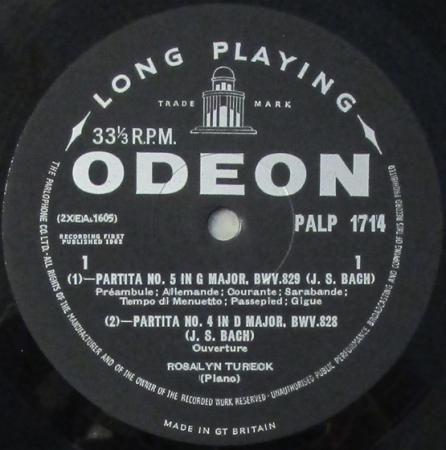 LONG PLAYING
TRADE MARK
33⅓ R.P.M.
ODEON
(2XEA.1605)
PALP 1714
RECORDING FIRST
PUBLISHED 1962
1 1
(1)—PARTITA NO. 5 IN G MAJOR, BWV.829 (J. S. BACH)
Préambule; Allemande; Courante; Sarabande;
Tempo di Menuetto; Passepied; Gigue
(2)—PARTITA NO. 4 IN D MAJOR, BWV.828
(J. S. BACH)
Ouverture
ROSALYN TURECK
(Piano)
THE PARLOPHONE CO. LTD.-ALL RIGHTS OF THE MANUFACTURER AND OF THE OWNER OF THE RECORDED WORK RESERVED-UNAUTHORISED PUBLIC PERFORMANCE BROADCASTING AND COPYING OF THIS RECORD PROHIBITED
MADE IN GT BRITAIN